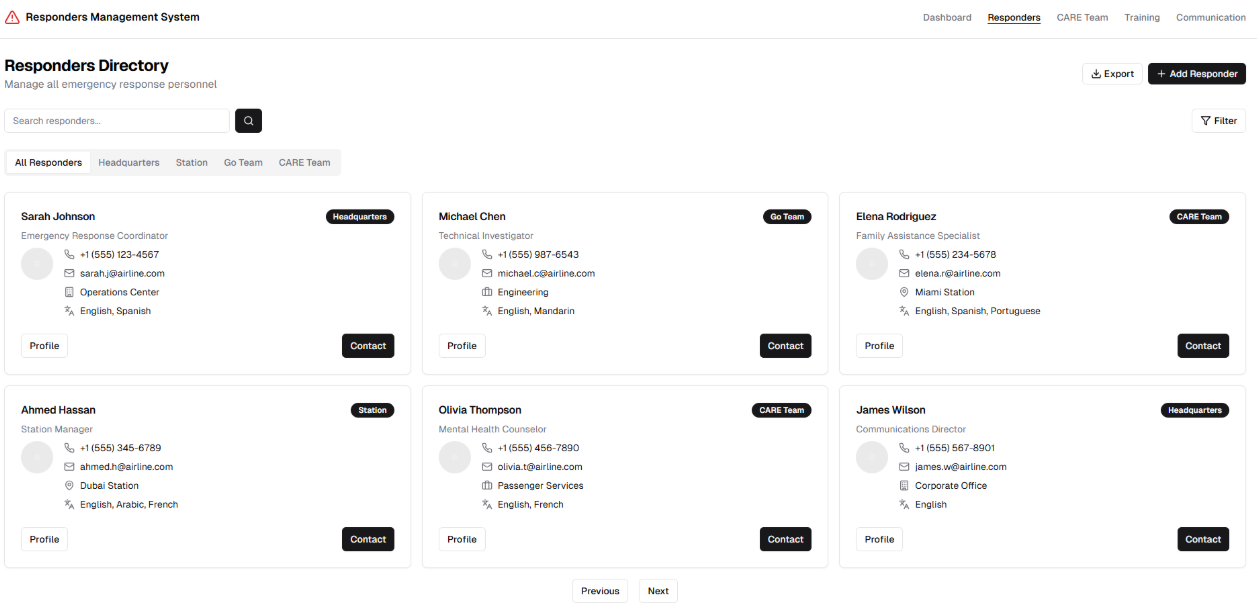 Responders Management System
Dashboard Responders CARE Team Training Communication
Responders Directory
Manage all emergency response personnel
Export + Add Responder
Search responders...
Filter
All Responders Headquarters Station Go Team CARE Team
Sarah Johnson Headquarters
Emergency Response Coordinator
+1 (555) 123-4567
sarah.j@airline.com
Operations Center
English, Spanish
Profile Contact
Michael Chen Go Team
Technical Investigator
+1 (555) 987-6543
michael.c@airline.com
Engineering
English, Mandarin
Profile Contact
Elena Rodriguez CARE Team
Family Assistance Specialist
+1 (555) 234-5678
elena.r@airline.com
Miami Station
English, Spanish, Portuguese
Profile Contact
Ahmed Hassan Station
Station Manager
+1 (555) 345-6789
ahmed.h@airline.com
Dubai Station
English, Arabic, French
Profile Contact
Olivia Thompson CARE Team
Mental Health Counselor
+1 (555) 456-7890
olivia.t@airline.com
Passenger Services
English, French
Profile Contact
James Wilson Headquarters
Communications Director
+1 (555) 567-8901
james.w@airline.com
Corporate Office
English
Profile Contact
Previous Next